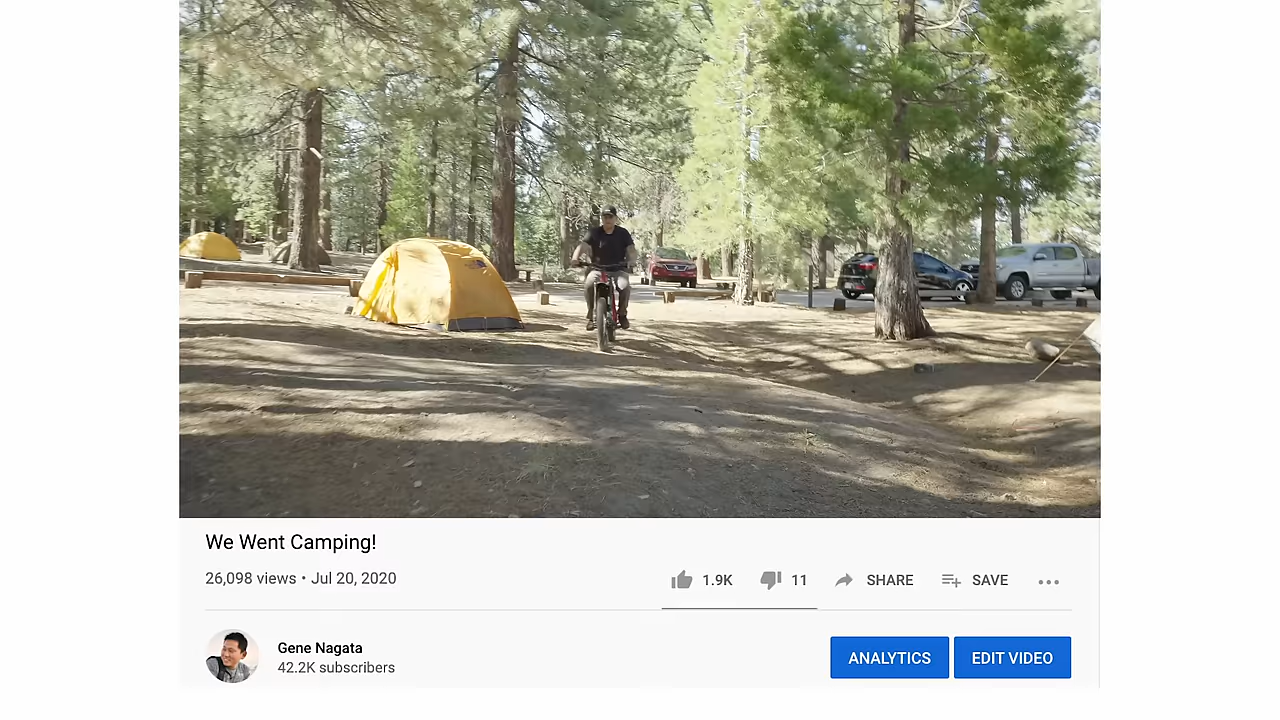 We Went Camping!
26,098 views • Jul 20, 2020
1.9K 11 SHARE SAVE
Gene Nagata
42.2K subscribers
ANALYTICS EDIT VIDEO